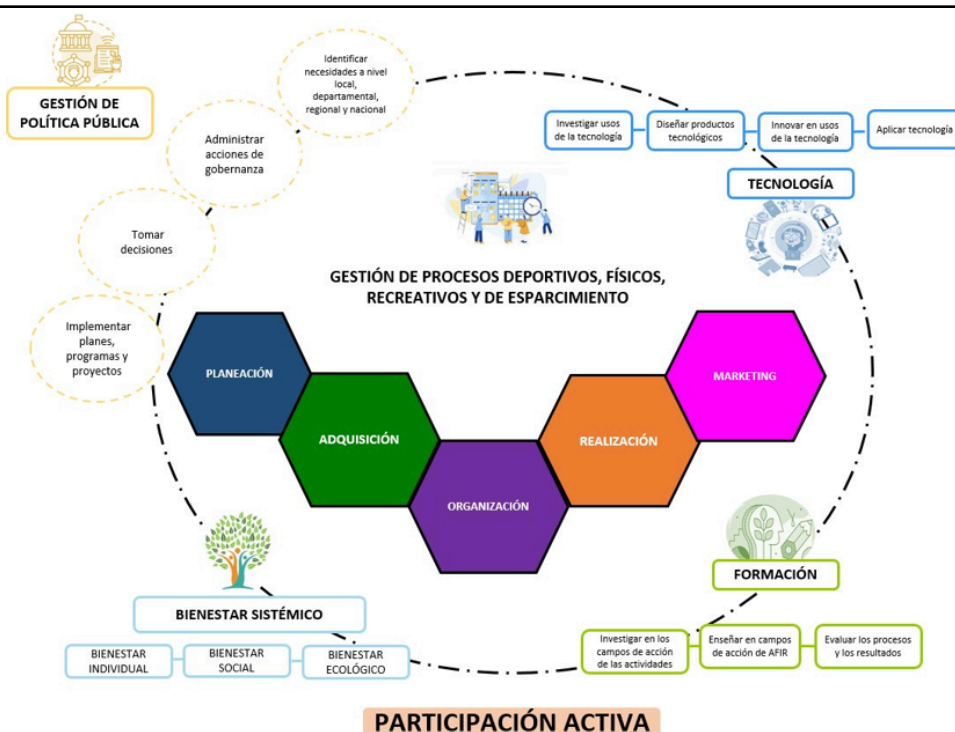 GESTIÓN DE
POLÍTICA PÚBLICA
Identificar
necesidades a nivel
local,
departamental,
regional y nacional
Administrar
acciones de
gobernanza
Tomar
decisiones
Implementar
planes,
programas y
proyectos
Investigar usos
de la tecnología
Diseñar productos
tecnológicos
Innovar en usos
de la tecnología
Aplicar tecnología
TECNOLOGÍA
GESTIÓN DE PROCESOS DEPORTIVOS, FÍSICOS,
RECREATIVOS Y DE ESPARCIMIENTO
PLANEACIÓN
ADQUISICIÓN
ORGANIZACIÓN
REALIZACIÓN
MARKETING
BIENESTAR SISTÉMICO
BIENESTAR
INDIVIDUAL
BIENESTAR
SOCIAL
BIENESTAR
ECOLÓGICO
FORMACIÓN
Investigar en los
campos de acción
de las actividades
Enseñar en campos
de acción de AFIR
Evaluar los procesos
y los resultados
PARTICIPACIÓN ACTIVA